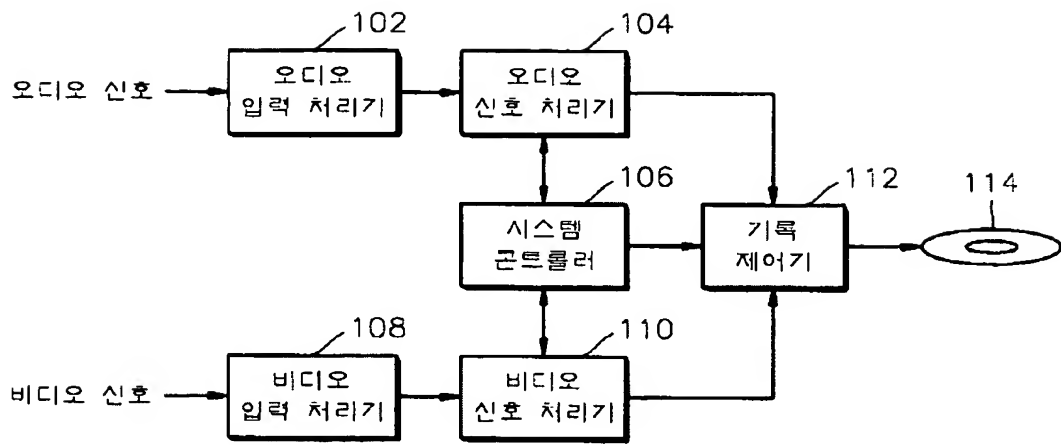 102
104
오디오 신호
오디오
입력 처리기
오디오
신호 처리기
106
112
114
시스템
콘트롤러
기록
제어기
108
110
비디오 신호
비디오
입력 처리기
비디오
신호 처리기